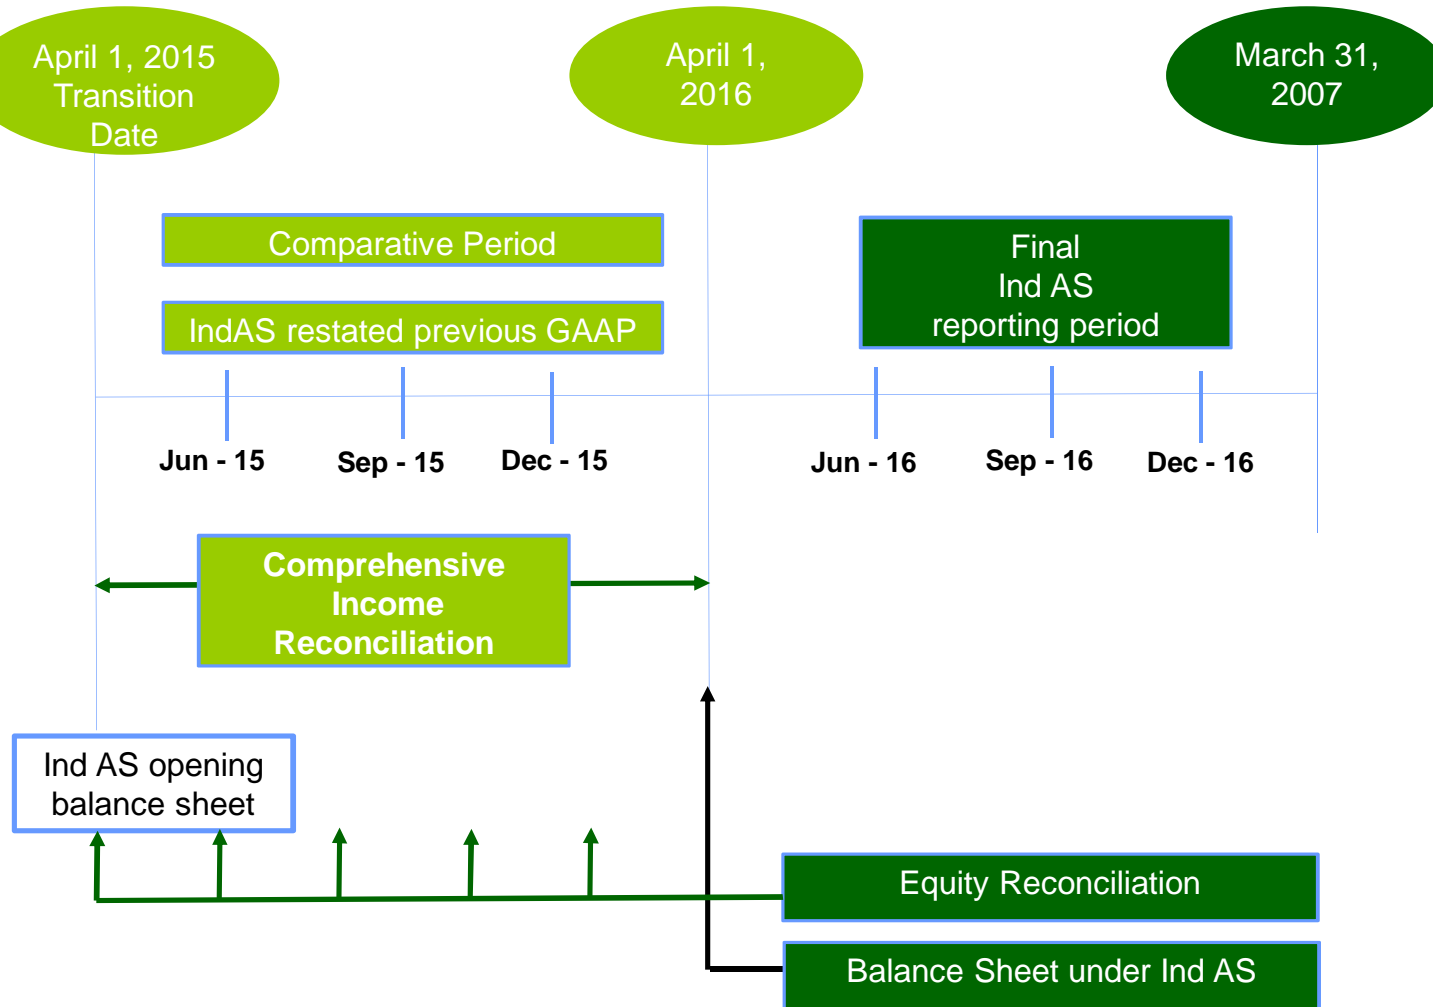 April 1, 2015
Transition
Date
April 1,
2016
March 31,
2007
Comparative Period
IndAS restated previous GAAP
Final
Ind AS
reporting period
Jun - 15
Sep - 15
Dec - 15
Jun - 16
Sep - 16
Dec - 16
Comprehensive
Income
Reconciliation
Ind AS opening
balance sheet
Equity Reconciliation
Balance Sheet under Ind AS